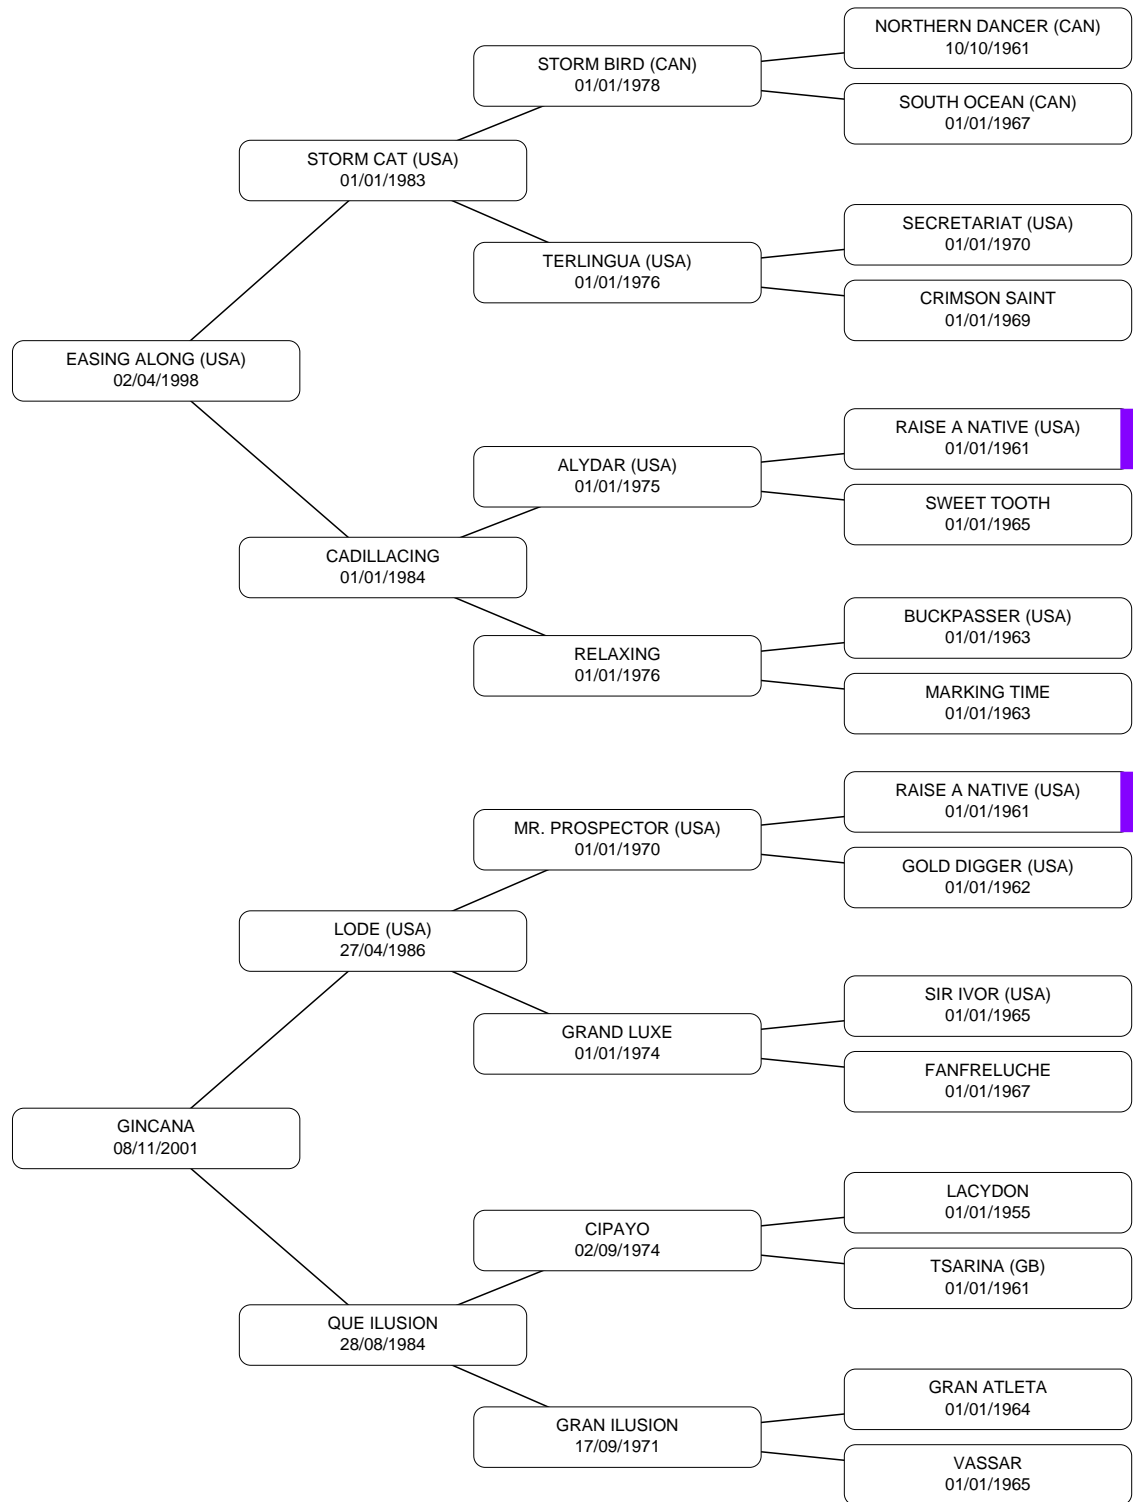 NORTHERN DANCER (CAN)
10/10/1961
STORM BIRD (CAN)
01/01/1978
SOUTH OCEAN (CAN)
01/01/1967
STORM CAT (USA)
01/01/1983
SECRETARIAT (USA)
01/01/1970
TERLINGUA (USA)
01/01/1976
CRIMSON SAINT
01/01/1969
EASING ALONG (USA)
02/04/1998
RAISE A NATIVE (USA)
01/01/1961
ALYDAR (USA)
01/01/1975
SWEET TOOTH
01/01/1965
CADILLACING
01/01/1984
BUCKPASSER (USA)
01/01/1963
RELAXING
01/01/1976
MARKING TIME
01/01/1963
RAISE A NATIVE (USA)
01/01/1961
MR. PROSPECTOR (USA)
01/01/1970
GOLD DIGGER (USA)
01/01/1962
LODE (USA)
27/04/1986
SIR IVOR (USA)
01/01/1965
GRAND LUXE
01/01/1974
FANFRELUCHE
01/01/1967
GINCANA
08/11/2001
LACYDON
01/01/1955
CIPAYO
02/09/1974
TSARINA (GB)
01/01/1961
QUE ILUSION
28/08/1984
GRAN ATLETA
01/01/1964
GRAN ILUSION
17/09/1971
VASSAR
01/01/1965